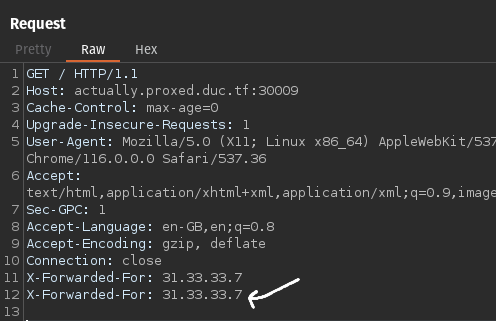 Request
Pretty Raw Hex
1 GET / HTTP/1.1
2 Host: actually.proxed.duc.tf:30009
3 Cache-Control: max-age=0
4 Upgrade-Insecure-Requests: 1
5 User-Agent: Mozilla/5.0 (X11; Linux x86_64) AppleWebKit/537
Chrome/116.0.0.0 Safari/537.36
6 Accept:
text/html,application/xhtml+xml,application/xml;q=0.9,image
7 Sec-GPC: 1
8 Accept-Language: en-GB,en;q=0.8
9 Accept-Encoding: gzip, deflate
10 Connection: close
11 X-Forwarded-For: 31.33.33.7
12 X-Forwarded-For: 31.33.33.7
13